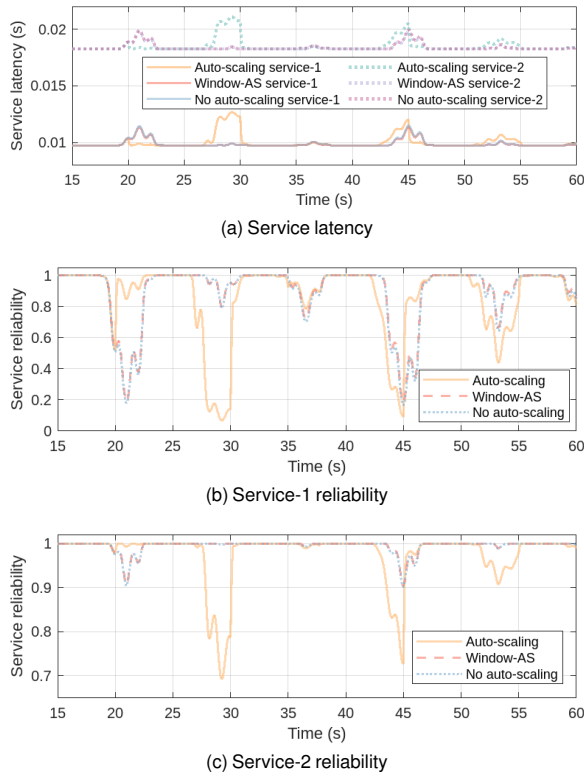 Service latency (s)
0.02
0.015
0.01
Auto-scaling service-1
Window-AS service-1
No auto-scaling service-1
Auto-scaling service-2
Window-AS service-2
No auto-scaling service-2
15 20 25 30 35 40 45 50 55 60
Time (s)
(a) Service latency
Service reliability
1
0.8
0.6
0.4
0.2
0
Auto-scaling
Window-AS
No auto-scaling
15 20 25 30 35 40 45 50 55 60
Time (s)
(b) Service-1 reliability
Service reliability
1
0.9
0.8
0.7
Auto-scaling
Window-AS
No auto-scaling
15 20 25 30 35 40 45 50 55 60
Time (s)
(c) Service-2 reliability